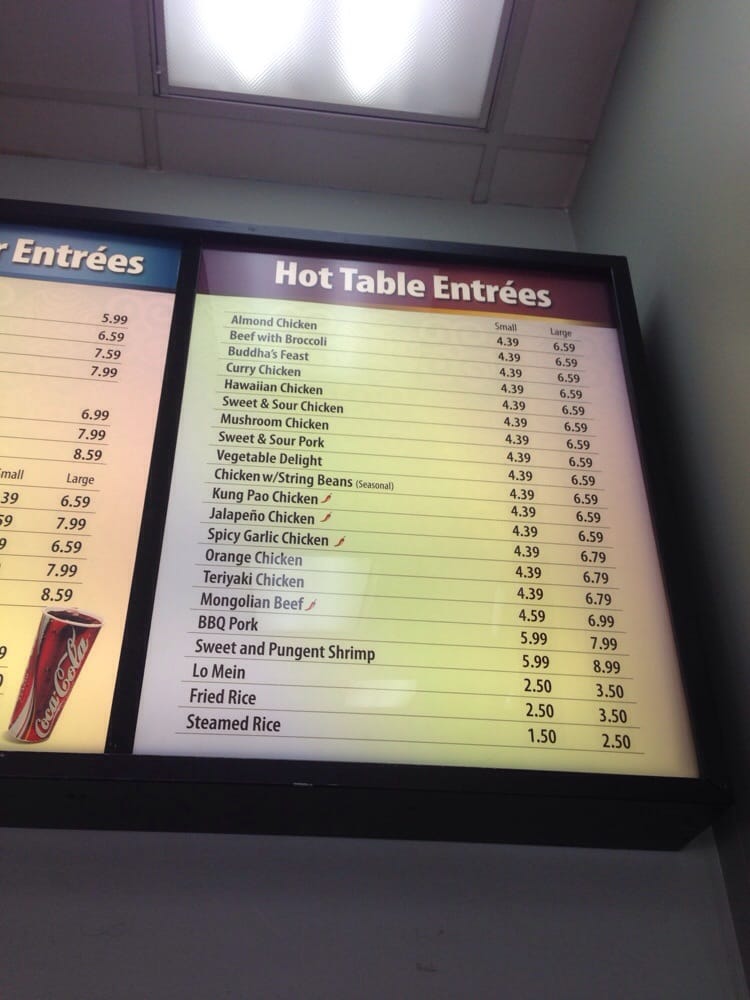 r Entrées
5.99
6.59
7.59
7.99
6.99
7.99
8.59
mall Large
.39 6.59
59 7.99
9 6.59
7.99
8.59
9
Coca-Cola
Hot Table Entrées
Small Large
Almond Chicken 4.39 6.59
Beef with Broccoli 4.39 6.59
Buddha's Feast 4.39 6.59
Curry Chicken 4.39 6.59
Hawaiian Chicken 4.39 6.59
Sweet & Sour Chicken 4.39 6.59
Mushroom Chicken 4.39 6.59
Sweet & Sour Pork 4.39 6.59
Vegetable Delight 4.39 6.59
Chicken w/String Beans (Seasonal) 4.39 6.59
Kung Pao Chicken 4.39 6.59
Jalapeño Chicken 4.39 6.59
Spicy Garlic Chicken 4.39 6.79
Orange Chicken 4.39 6.79
Teriyaki Chicken 4.39 6.79
Mongolian Beef 4.59 6.99
BBQ Pork 5.99 7.99
Sweet and Pungent Shrimp 5.99 8.99
Lo Mein 2.50 3.50
Fried Rice 2.50 3.50
Steamed Rice 1.50 2.50